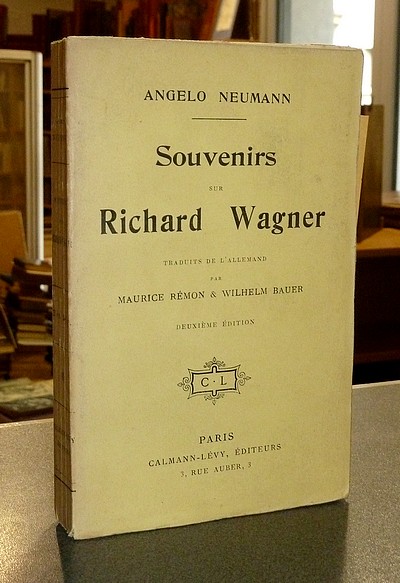 ANGELO NEUMANN
Souvenirs
SUR
Richard Wagner
TRADUITS DE L'ALLEMAND
PAR
MAURICE RÉMON & WILHELM BAUER
DEUXIÈME ÉDITION
C · L
PARIS
CALMANN-LÉVY, ÉDITEURS
3, RUE AUBER, 3